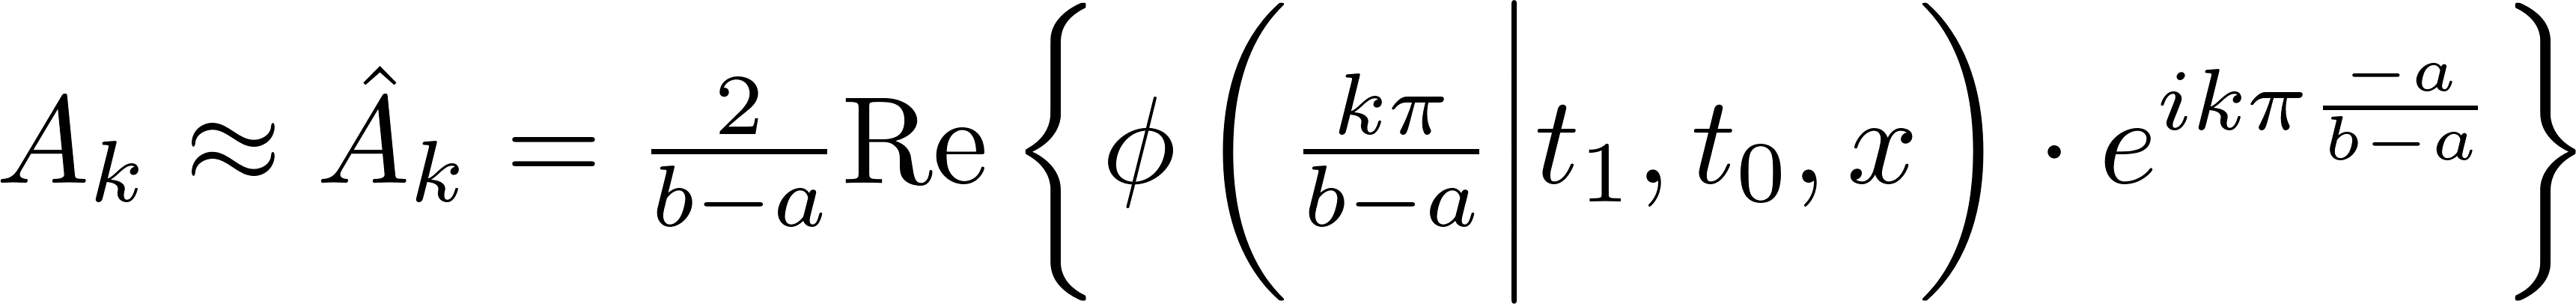 $A_k \approx \hat{A}_k = \frac{2}{b-a} \mathrm{Re} \left\{ \phi \left( \frac{k\pi}{b-a} \middle| t_1, t_0, x \right) \cdot e^{ik\pi \frac{-a}{b-a}} \right\}$